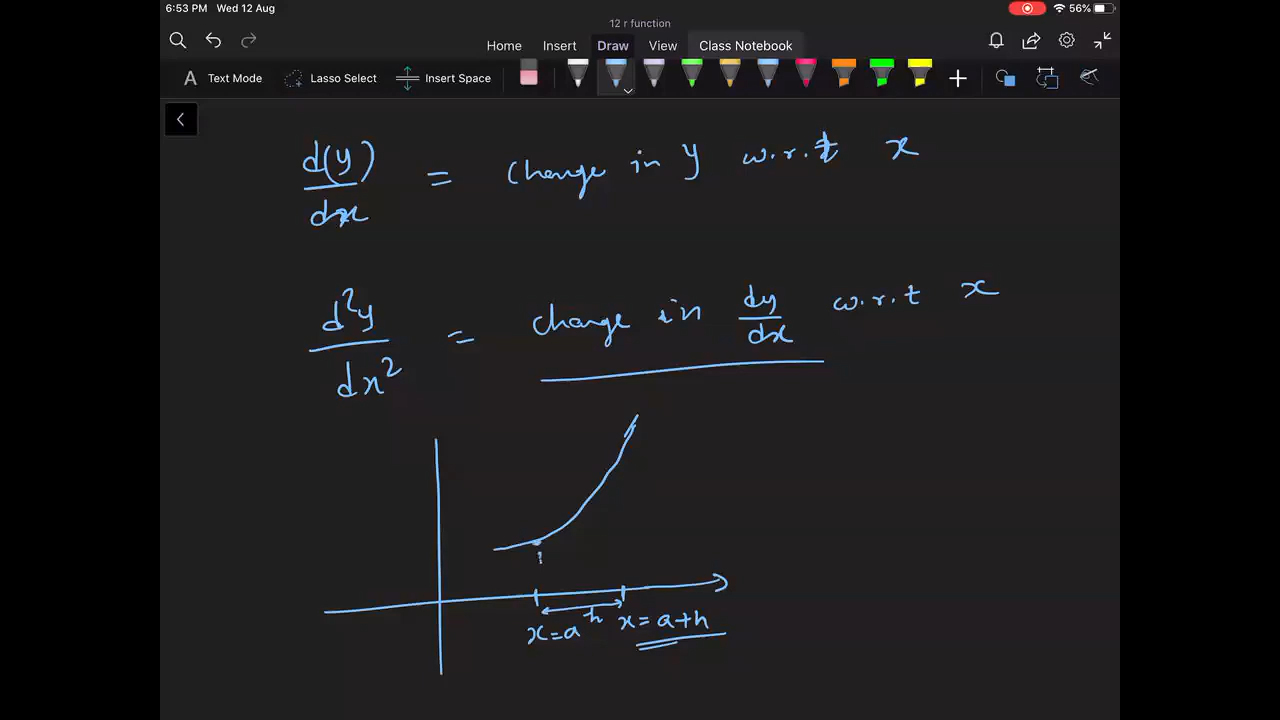 6:53 PM Wed 12 Aug
56%
12 r function
Home Insert Draw View Class Notebook
A Text Mode Lasso Select Insert Space
d(y)/dx = change in y w.r.t x
d²y/dx² = change in dy/dx w.r.t x
h
x=a x=a+h